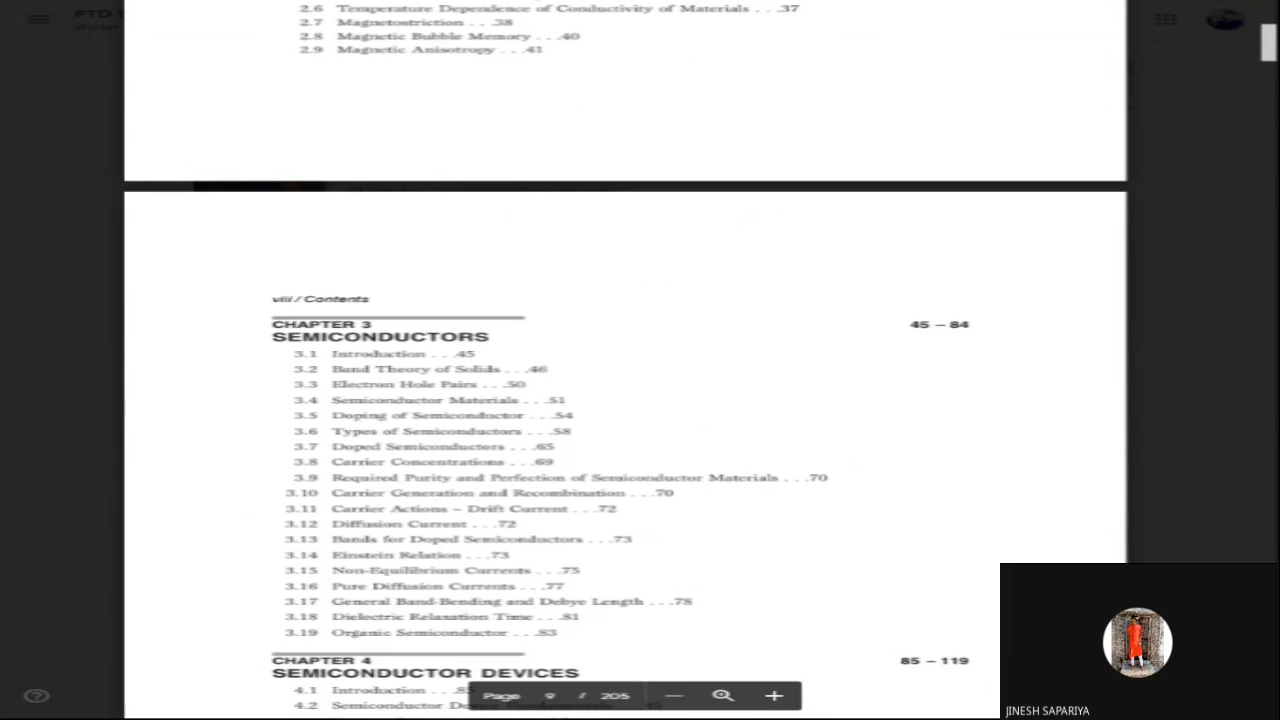 PTD
Winter
2.6 Temperature Dependence of Conductivity of Materials . . .37
2.7 Magnetostriction . . .38
2.8 Magnetic Bubble Memory . . .40
2.9 Magnetic Anisotropy . . .41
viii / Contents
CHAPTER 3 45 – 84
SEMICONDUCTORS
3.1 Introduction . . .45
3.2 Band Theory of Solids . . .46
3.3 Electron Hole Pairs . . .50
3.4 Semiconductor Materials . . .51
3.5 Doping of Semiconductor . . .54
3.6 Types of Semiconductors . . .58
3.7 Doped Semiconductors . . .65
3.8 Carrier Concentrations . . .69
3.9 Required Purity and Perfection of Semiconductor Materials . . .70
3.10 Carrier Generation and Recombination . . .70
3.11 Carrier Actions – Drift Current . . .72
3.12 Diffusion Current . . .72
3.13 Bands for Doped Semiconductors . . .73
3.14 Einstein Relation . . .73
3.15 Non-Equilibrium Currents . . .75
3.16 Pure Diffusion Currents . . .77
3.17 General Band-Bending and Debye Length . . .78
3.18 Dielectric Relaxation Time . . .81
3.19 Organic Semiconductor . . .83
CHAPTER 4 85 – 119
SEMICONDUCTOR DEVICES
4.1 Introduction . . .85
4.2 Semiconductor
Page 9 / 205
JINESH SAPARIYA